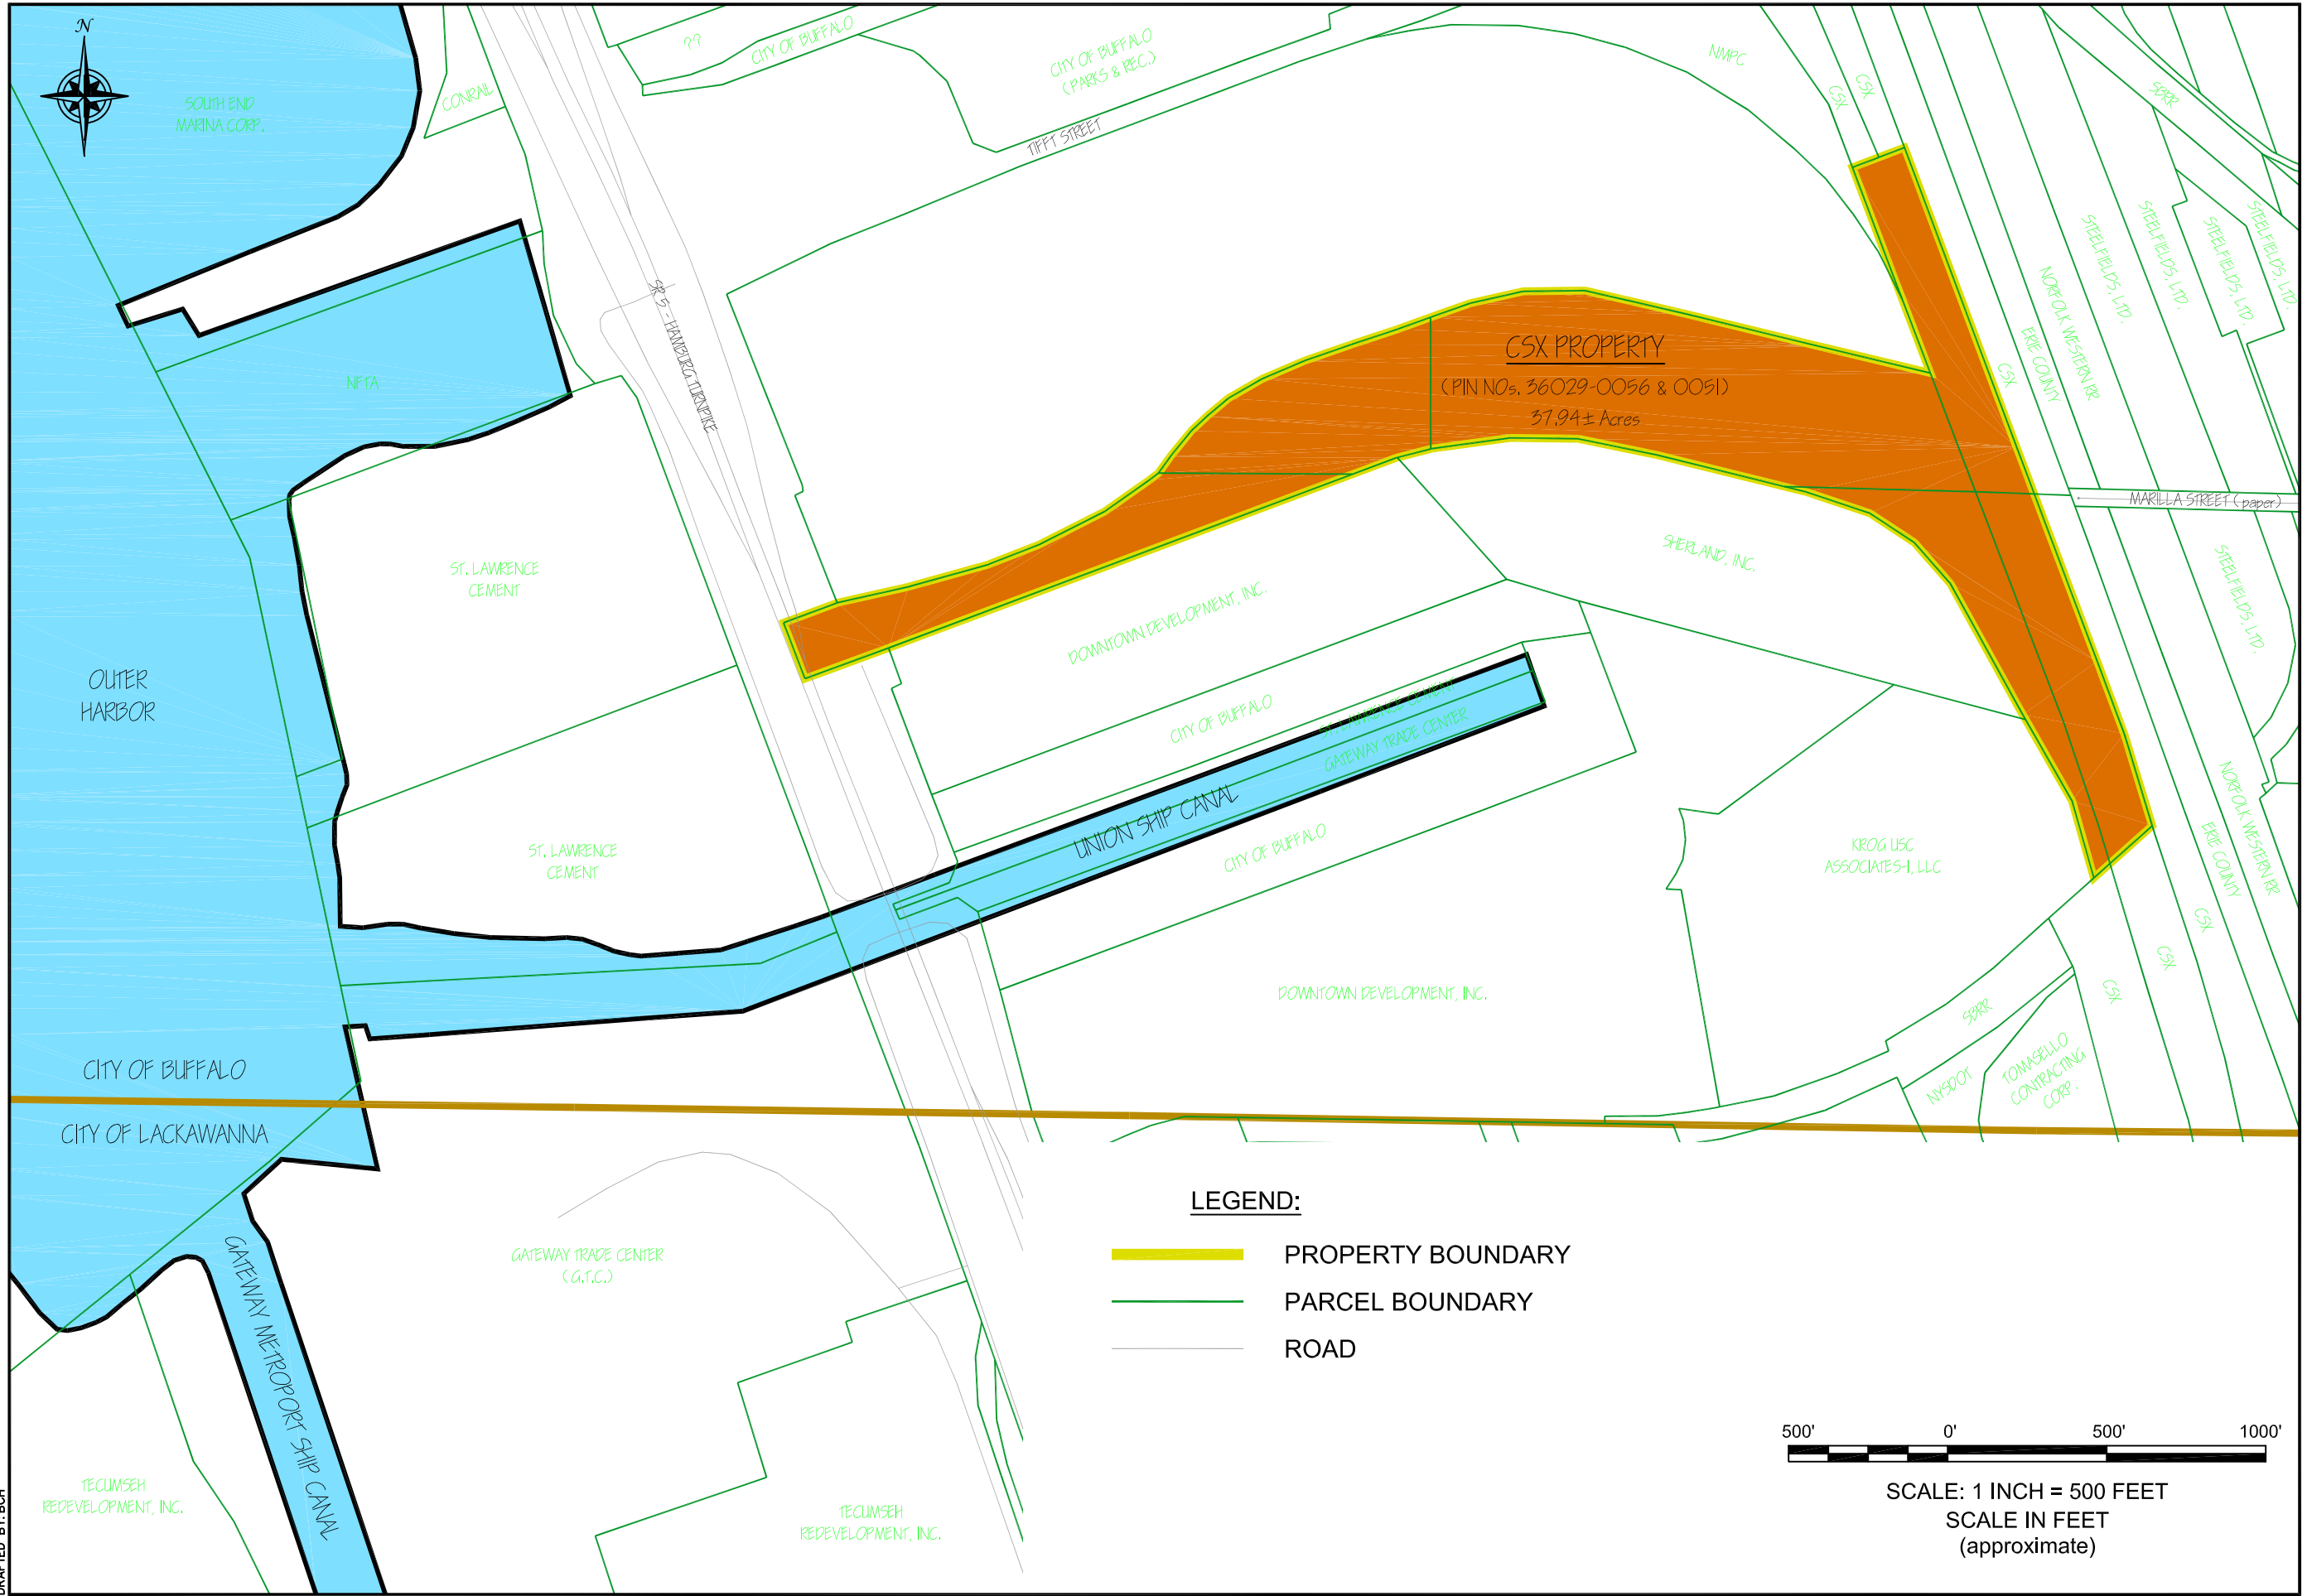 N
SOUTH END
MARINA CORP.
CONRAIL
??
CITY OF BUFFALO
CITY OF BUFFALO
(PARKS & REC.)
TIFFT STREET
NMPC
CSX
CSX
SBRR
STEELFIELDS, LTD.
STEELFIELDS, LTD.
STEELFIELDS, LTD.
STEELFIELDS, LTD.
NORFOLK WESTERN RR
ERIE COUNTY
CSX
SR 5 - HAMBURG TURNPIKE
NFTA
CSX PROPERTY
(PIN NOs. 36029-0056 & 0051)
37.94± Acres
MARILLA STREET (paper)
ST. LAWRENCE
CEMENT
SHERLAND, INC.
STEELFIELDS, LTD.
DOWNTOWN DEVELOPMENT, INC.
OUTER
HARBOR
CITY OF BUFFALO
ST. LAWRENCE CEMENT
GATEWAY TRADE CENTER
UNION SHIP CANAL
CITY OF BUFFALO
ST. LAWRENCE
CEMENT
KROG USC
ASSOCIATES-II, LLC
NORFOLK WESTERN RR
ERIE COUNTY
CSX
CSX
CSX
DOWNTOWN DEVELOPMENT, INC.
SBRR
NYSDOT
TOMASELLO
CONTRACTING
CORP.
CITY OF BUFFALO
CITY OF LACKAWANNA
GATEWAY METROPORT SHIP CANAL
GATEWAY TRADE CENTER
(G.T.C.)
TECUMSEH
REDEVELOPMENT, INC.
TECUMSEH
REDEVELOPMENT, INC.
LEGEND:
PROPERTY BOUNDARY
PARCEL BOUNDARY
ROAD
500' 0' 500' 1000'
SCALE: 1 INCH = 500 FEET
SCALE IN FEET
(approximate)
DRAFTED BY: BCH